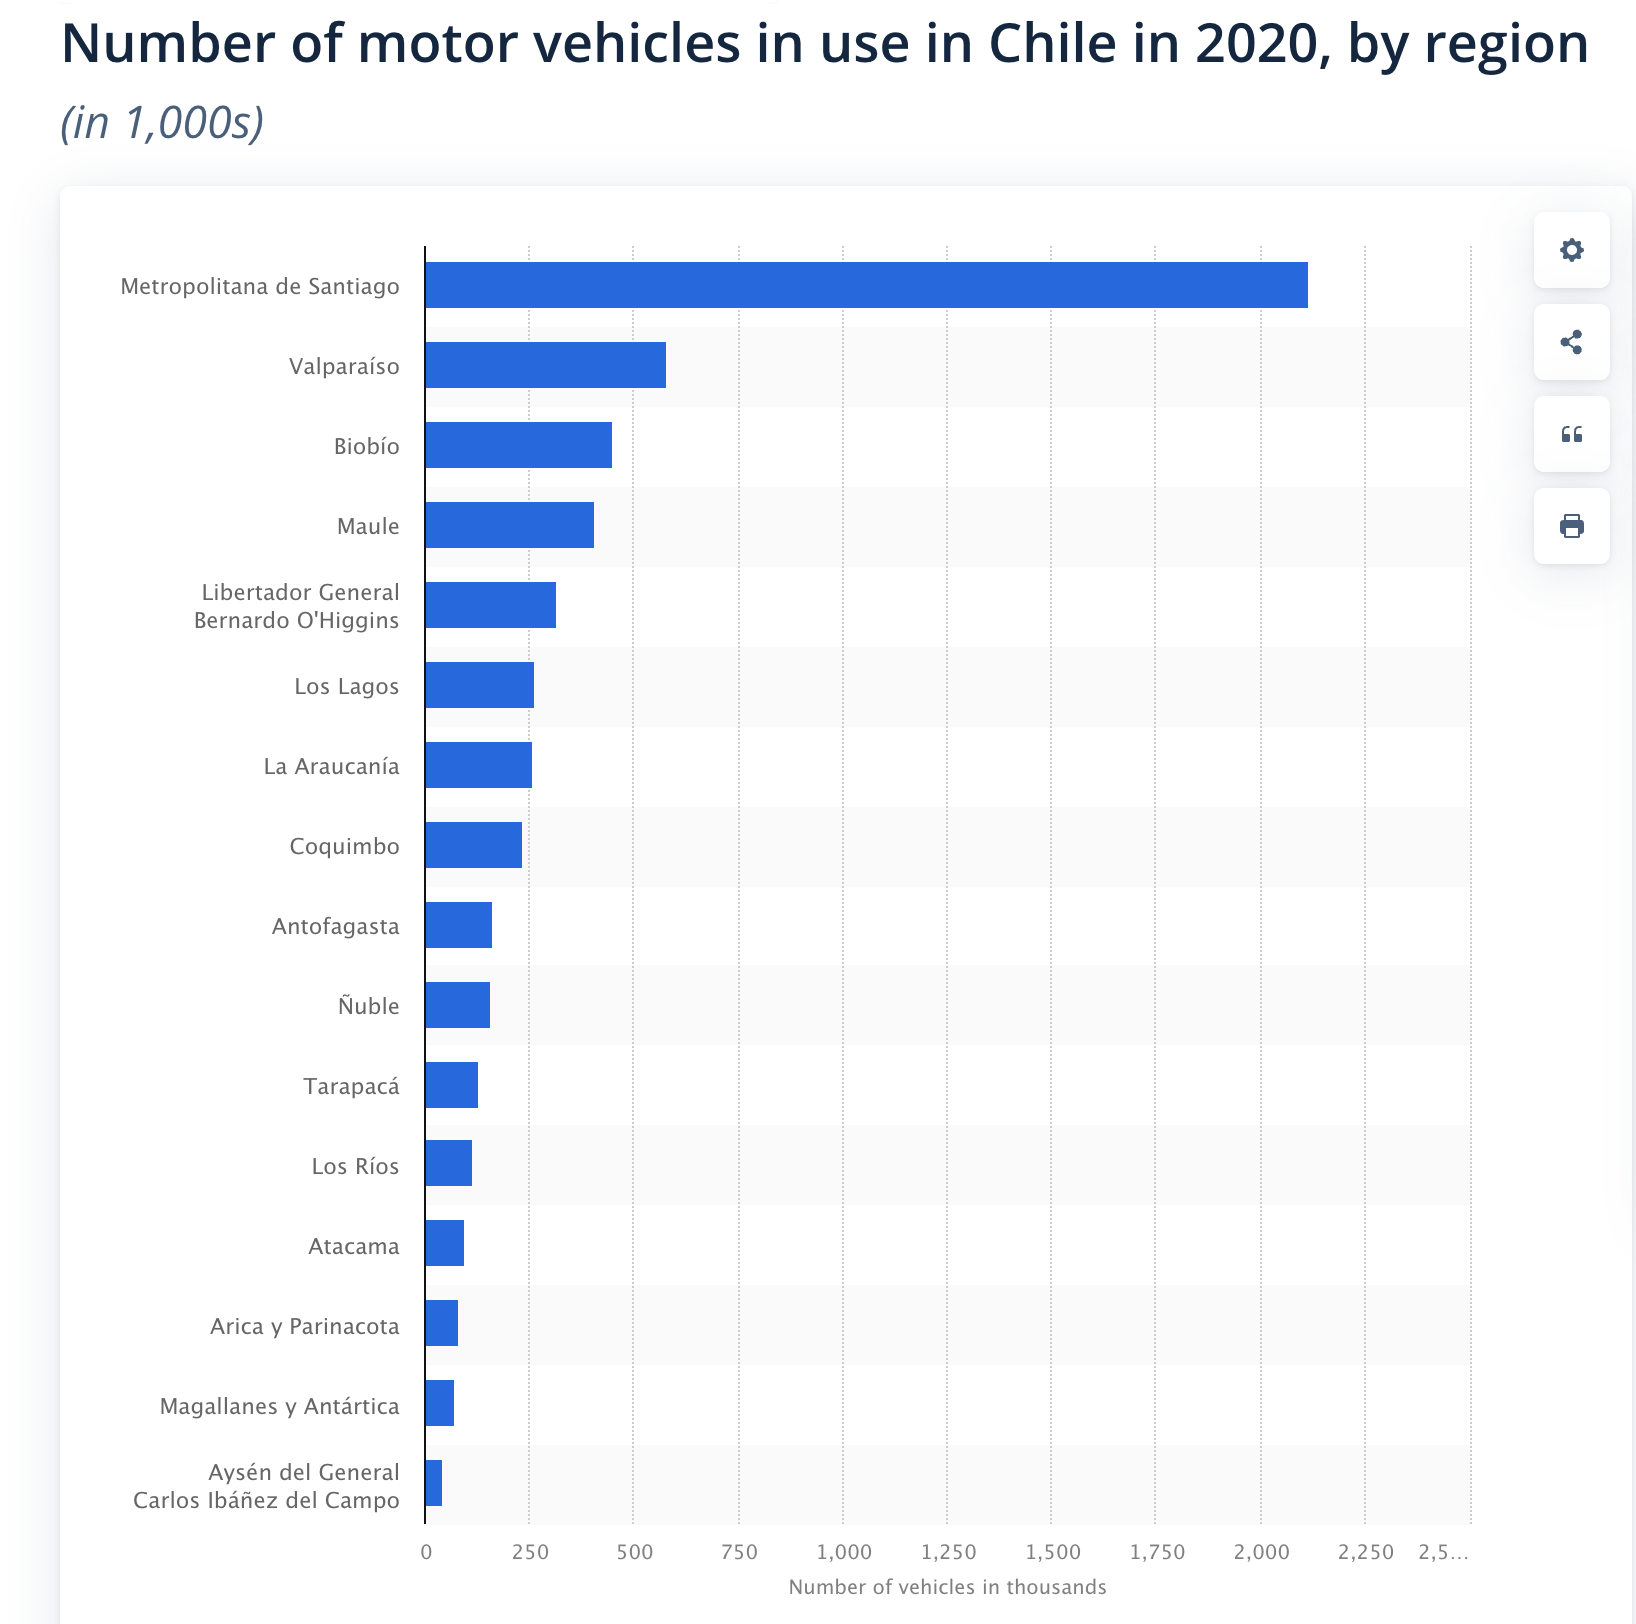 Number of motor vehicles in use in Chile in 2020, by region
(in 1,000s)
Metropolitana de Santiago
Valparaíso
Biobío
Maule
Libertador General
Bernardo O'Higgins
Los Lagos
La Araucanía
Coquimbo
Antofagasta
Ñuble
Tarapacá
Los Ríos
Atacama
Arica y Parinacota
Magallanes y Antártica
Aysén del General
Carlos Ibáñez del Campo
0 250 500 750 1,000 1,250 1,500 1,750 2,000 2,250 2,5...
Number of vehicles in thousands